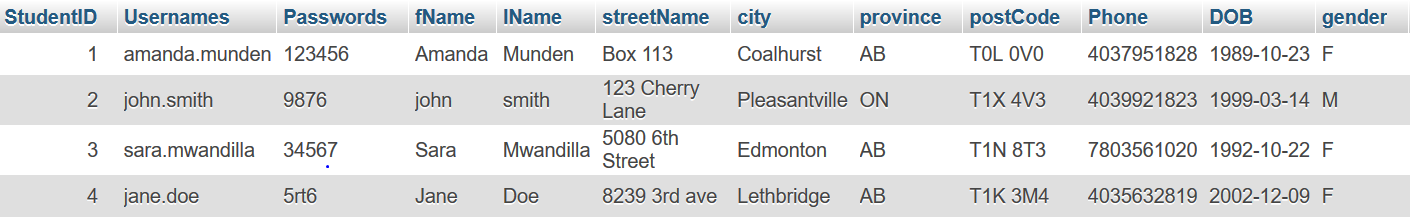 StudentID Usernames Passwords fName lName streetName city province postCode Phone DOB gender
1 amanda.munden 123456 Amanda Munden Box 113 Coalhurst AB T0L 0V0 4037951828 1989-10-23 F
2 john.smith 9876 john smith 123 Cherry Lane Pleasantville ON T1X 4V3 4039921823 1999-03-14 M
3 sara.mwandilla 34567 Sara Mwandilla 5080 6th Street Edmonton AB T1N 8T3 7803561020 1992-10-22 F
4 jane.doe 5rt6 Jane Doe 8239 3rd ave Lethbridge AB T1K 3M4 4035632819 2002-12-09 F